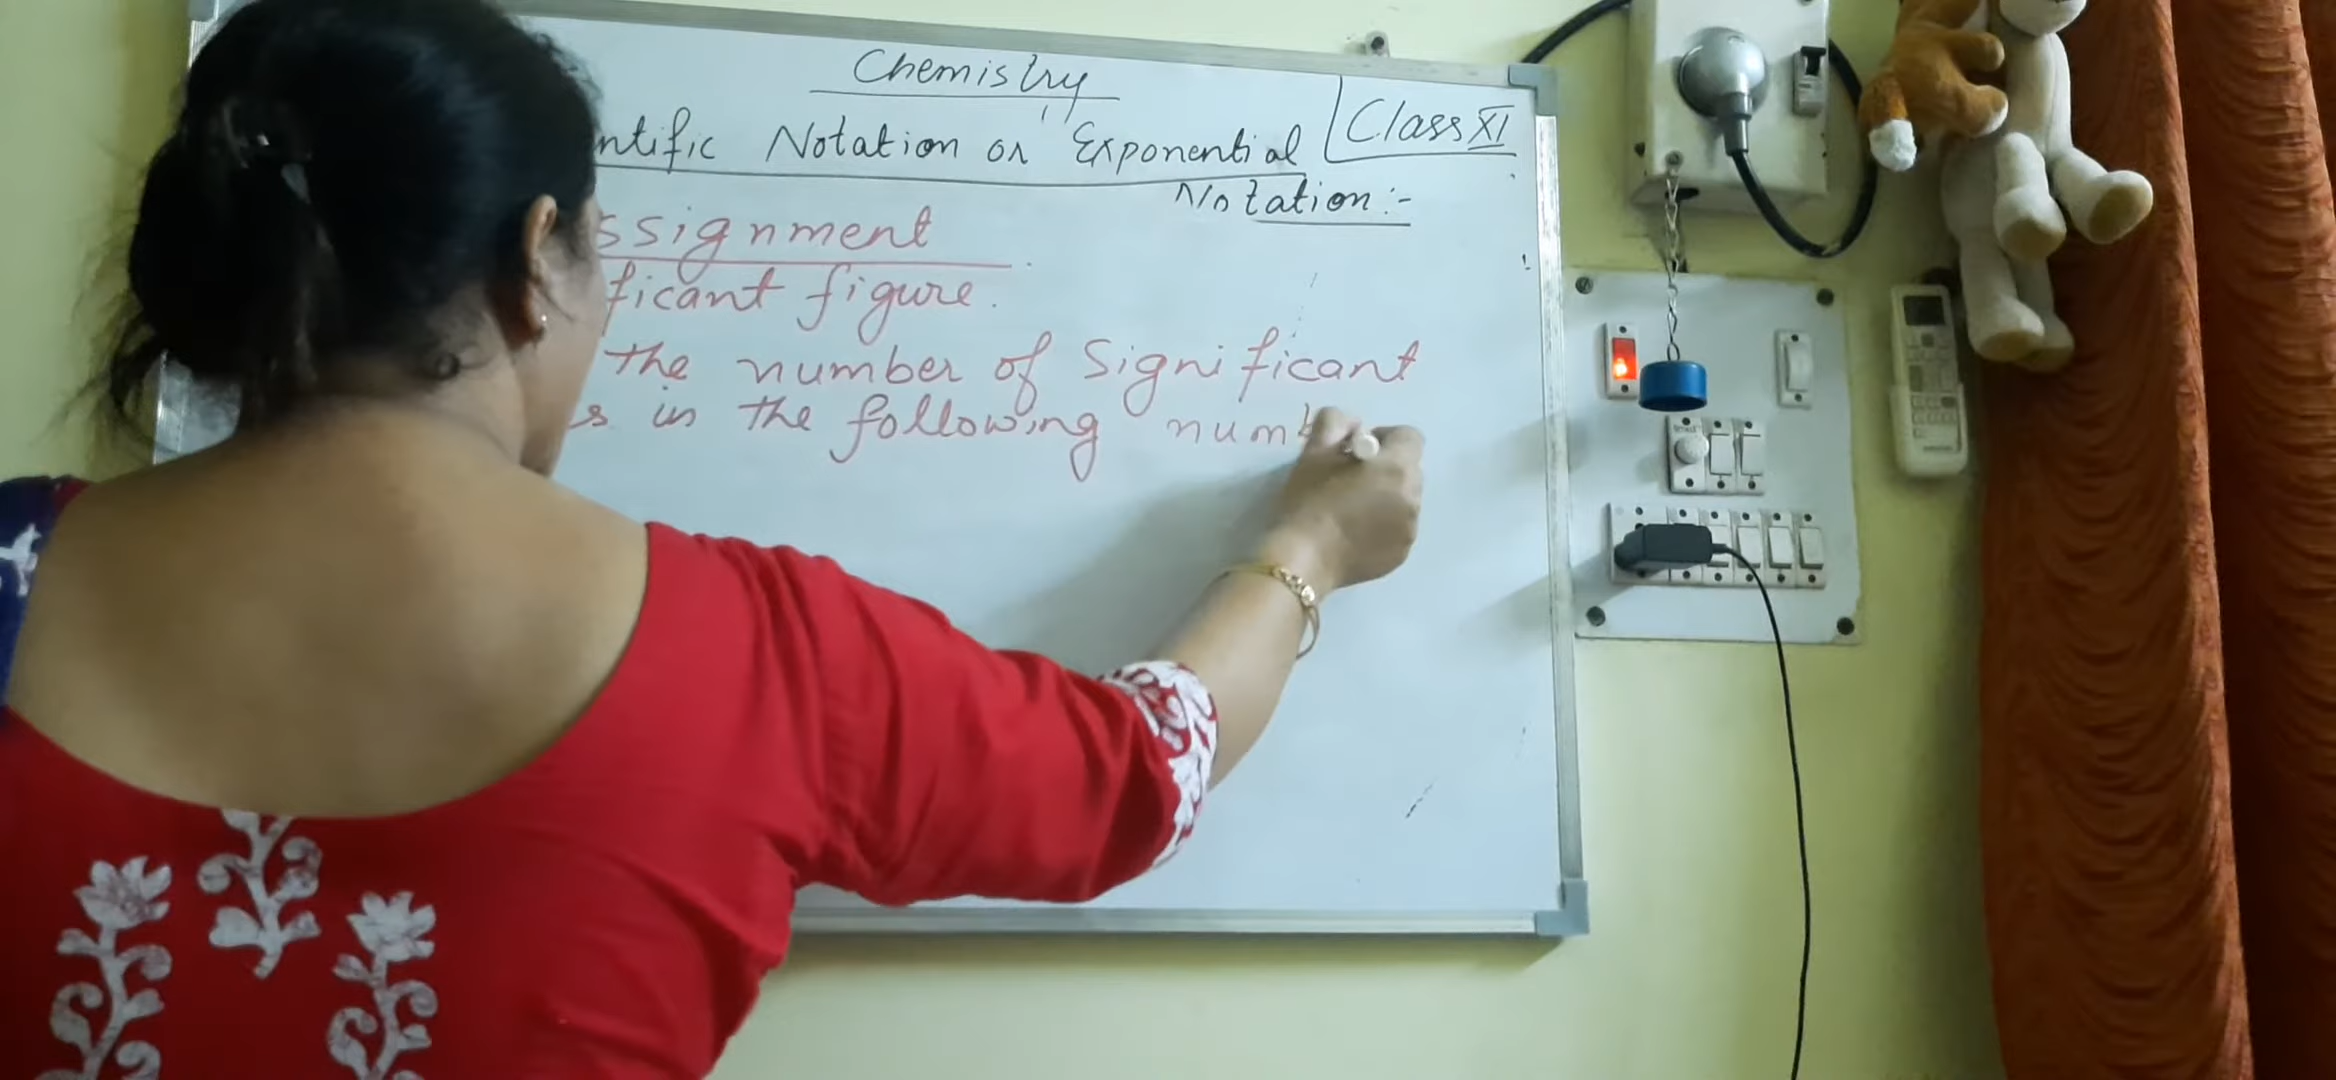 Chemistry
ntific Notation or Exponential
Class XI
Notation :-
ssignment
ficant figure.
the number of Significant
s in the following numb